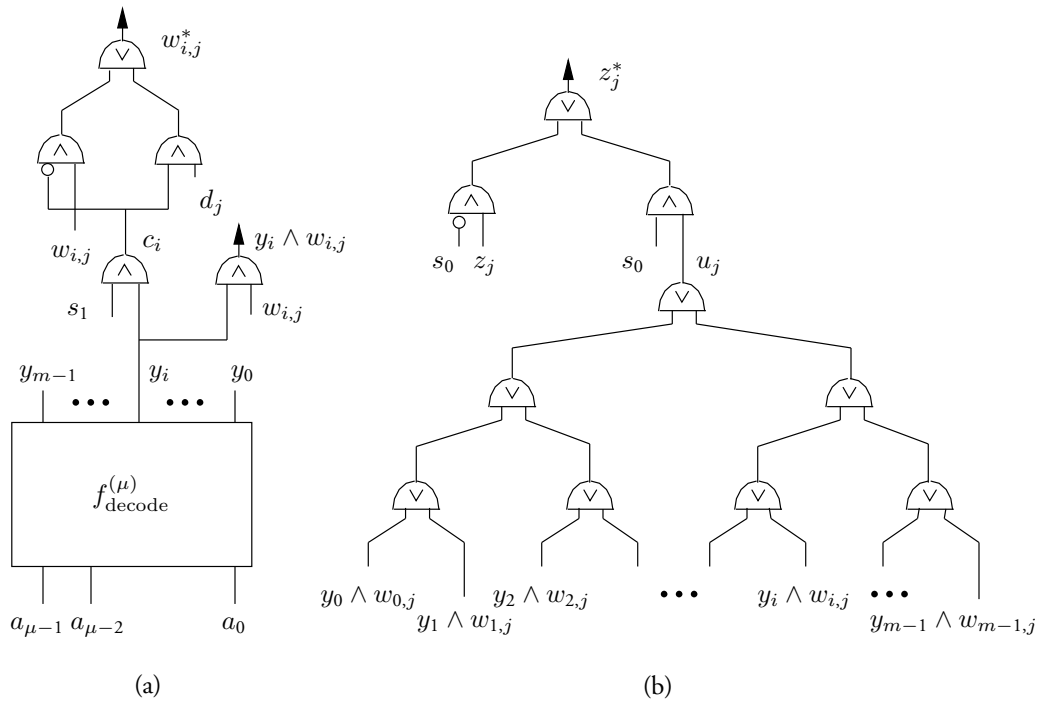 w*_{i,j}
∨
∧ ∧
d_j
w_{i,j} c_i
y_i ∧ w_{i,j}
∧ ∧
s_1
w_{i,j}
y_{m−1} ••• y_i ••• y_0
f_{decode}^{(μ)}
a_{μ−1} a_{μ−2} a_0
(a)
z*_j
∨
∧ ∧
s_0 z_j s_0 u_j
∨
∨ ∨
∨ ∨ ∨ ∨
y_0 ∧ w_{0,j} y_2 ∧ w_{2,j} ••• y_i ∧ w_{i,j} •••
y_1 ∧ w_{1,j} y_{m−1} ∧ w_{m−1,j}
(b)